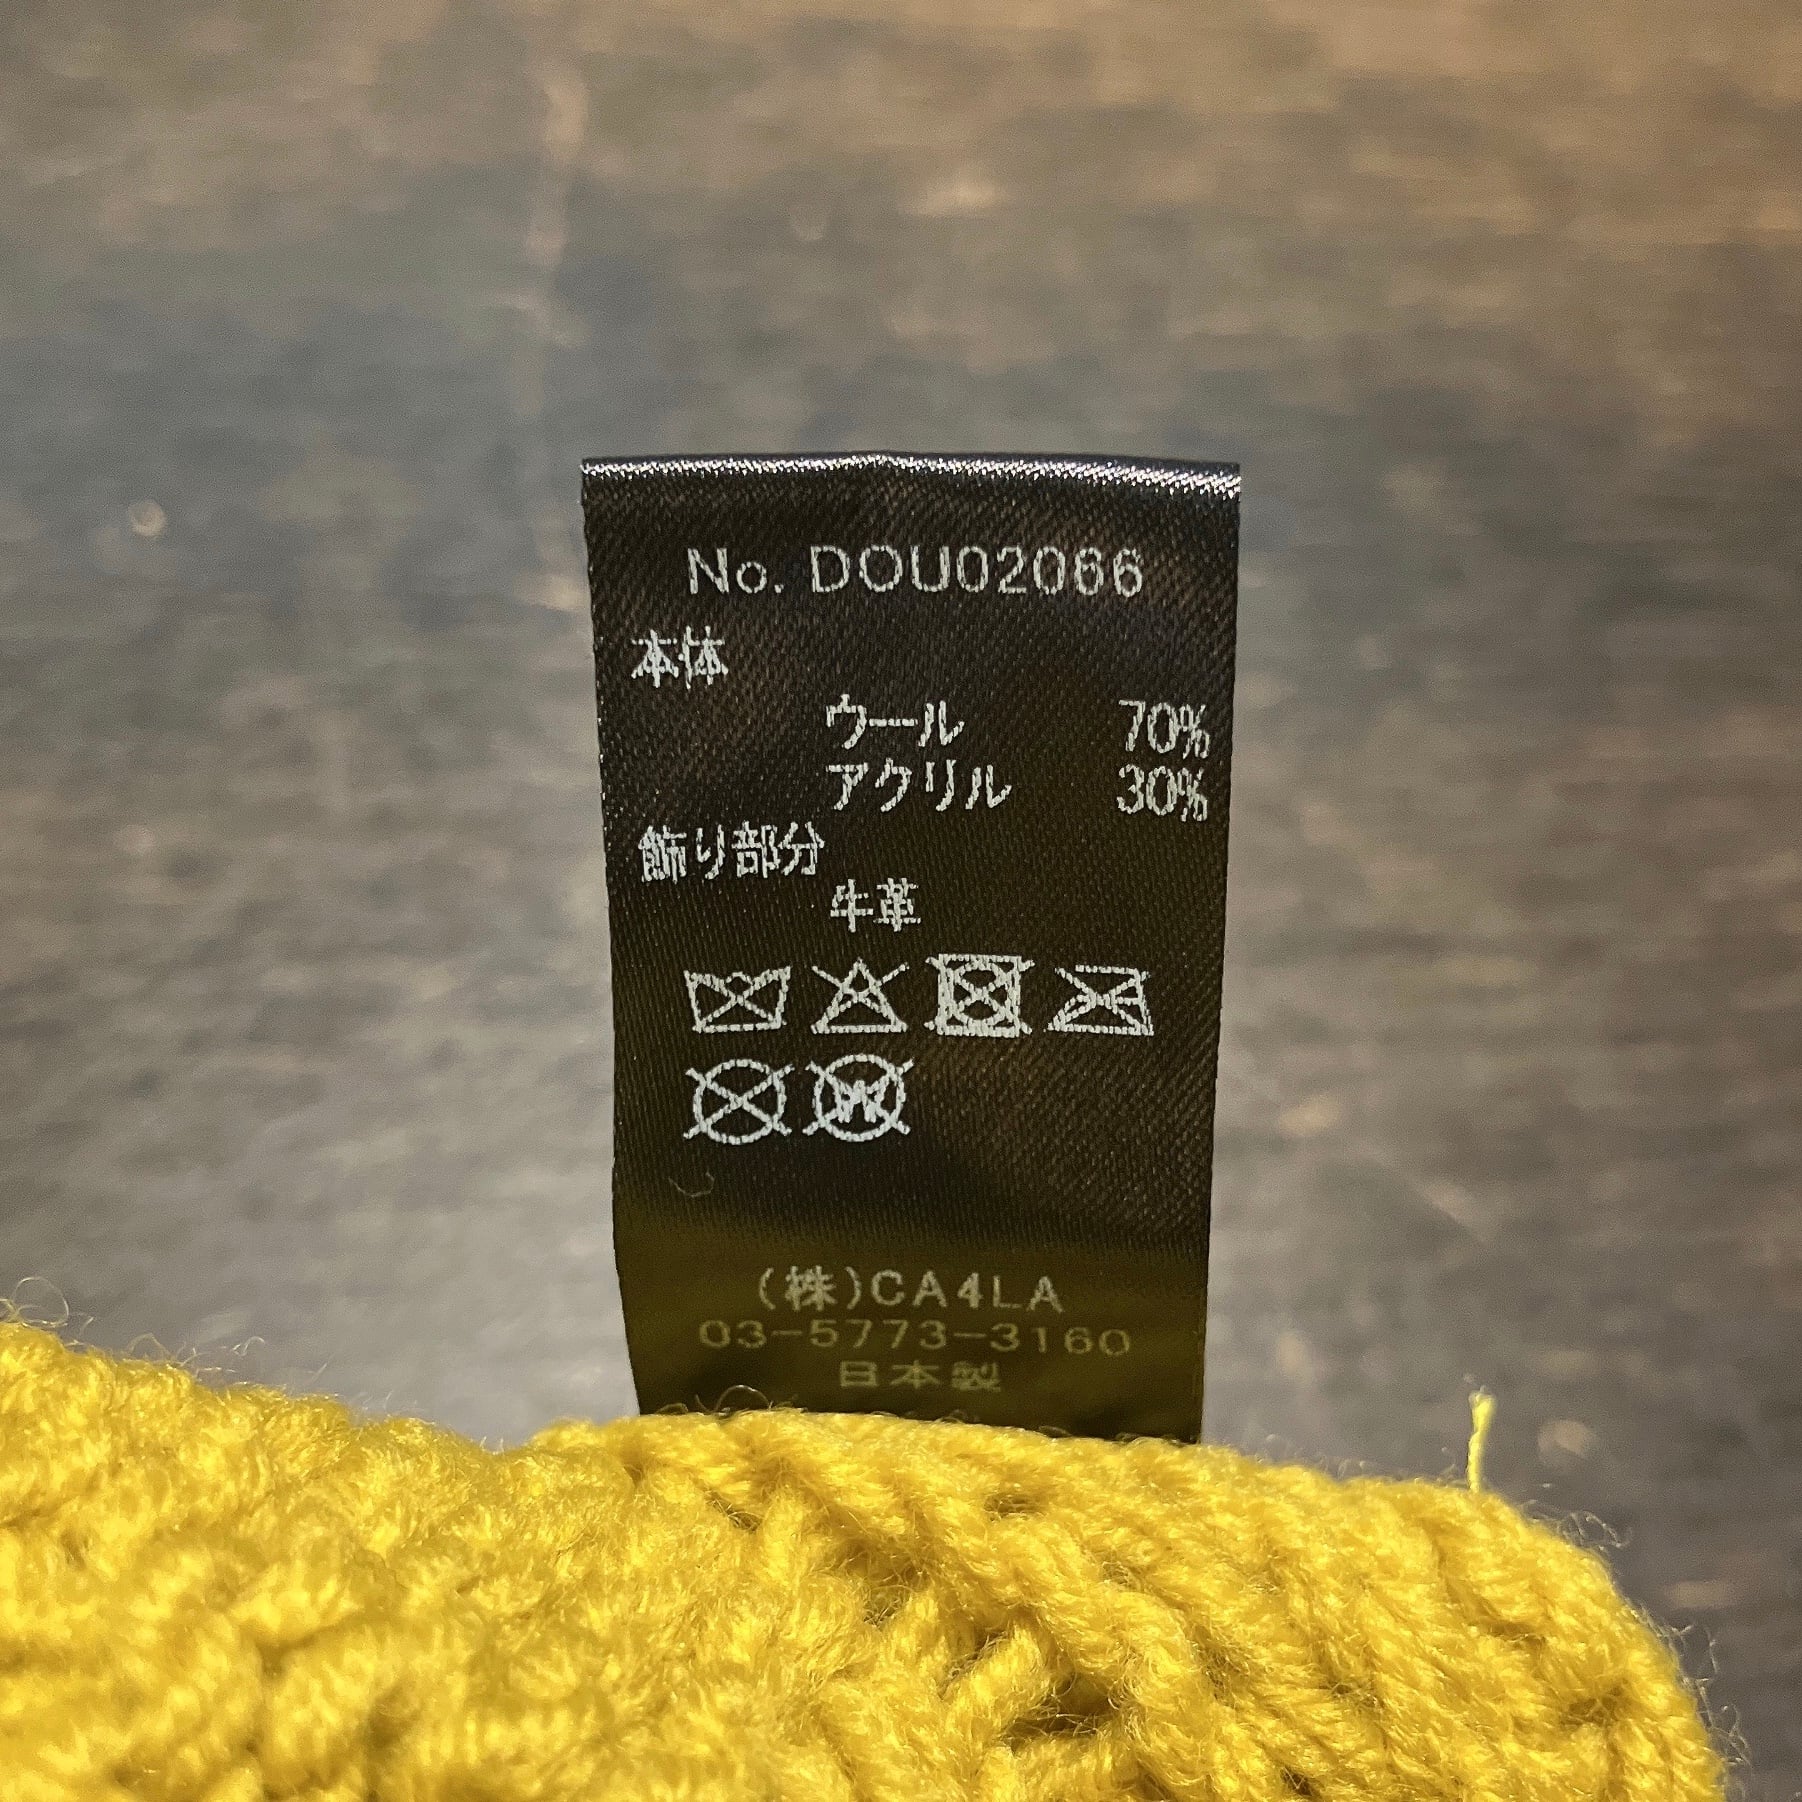 No. DOU02066
本体
ウール 70%
アクリル 30%
飾り部分
牛革
(株)CA4LA
03-5773-3160
日本製